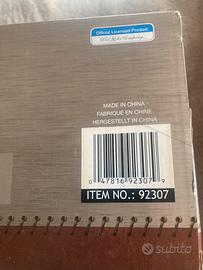 Official Licensed Product
MADE IN CHINA
FABRIQUE EN CHINE
HERGESTELLT IN CHINA
0 47816 92307 9
ITEM NO.: 92307
subito